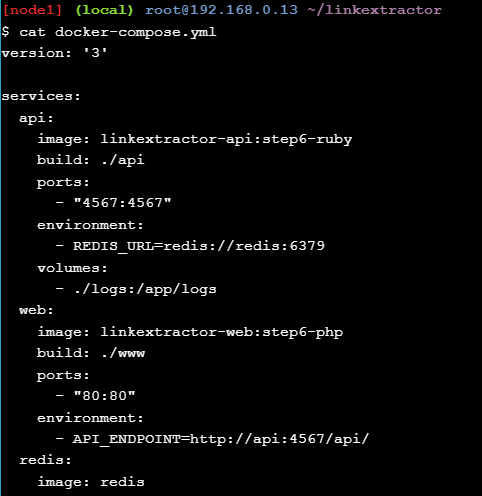 [node1] (local) root@192.168.0.13 ~/linkextractor
$ cat docker-compose.yml
version: '3'

services:
  api:
    image: linkextractor-api:step6-ruby
    build: ./api
    ports:
      - "4567:4567"
    environment:
      - REDIS_URL=redis://redis:6379
    volumes:
      - ./logs:/app/logs
  web:
    image: linkextractor-web:step6-php
    build: ./www
    ports:
      - "80:80"
    environment:
      - API_ENDPOINT=http://api:4567/api/
  redis:
    image: redis